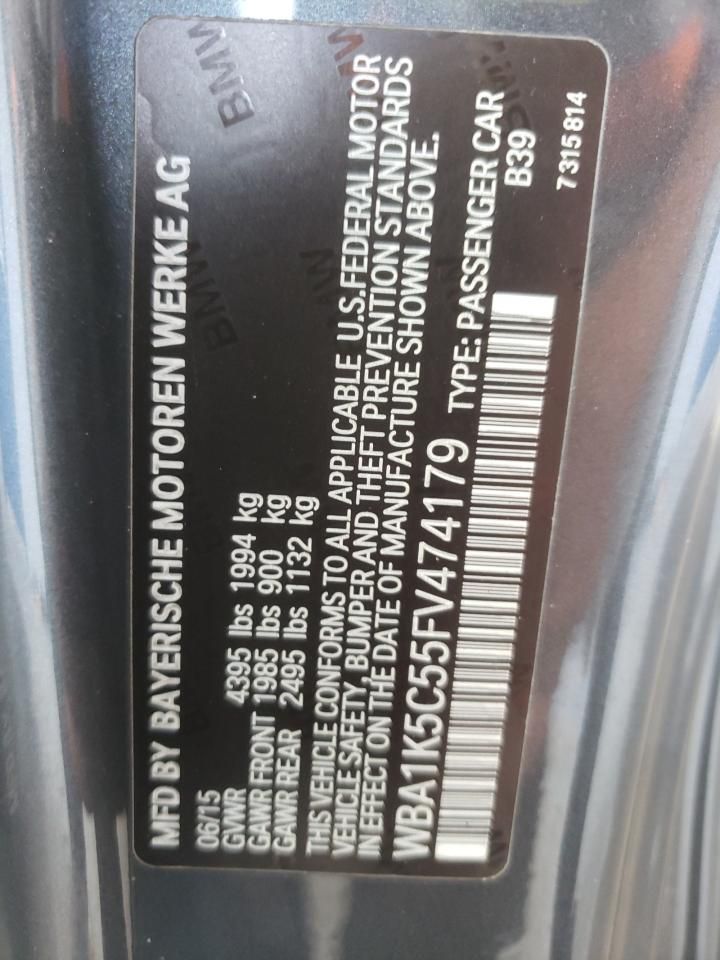 MFD BY BAYERISCHE MOTOREN WERKE AG
06/15
GVWR 4395 lbs 1994 kg
GAWR FRONT 1985 lbs 900 kg
GAWR REAR 2495 lbs 1132 kg
THIS VEHICLE CONFORMS TO ALL APPLICABLE U.S.FEDERAL MOTOR
VEHICLE SAFETY, BUMPER AND THEFT PREVENTION STANDARDS
IN EFFECT ON THE DATE OF MANUFACTURE SHOWN ABOVE.
WBA1K5C55FV474179 TYPE: PASSENGER CAR
B39
7315814
BMW
BMW